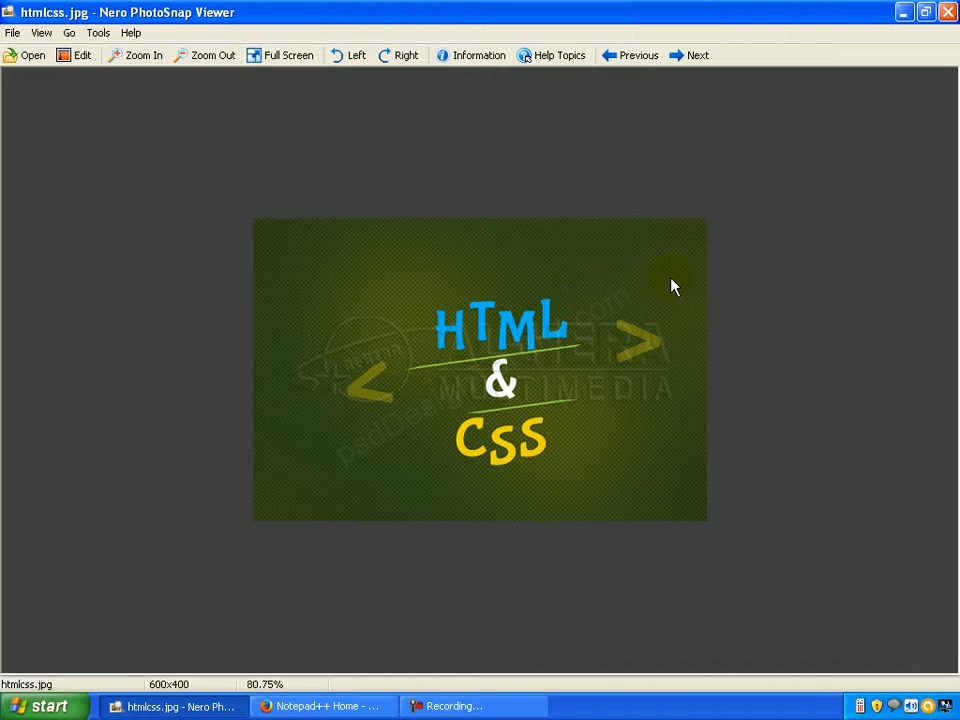 htmlcss.jpg - Nero PhotoSnap Viewer
File View Go Tools Help
Open Edit Zoom In Zoom Out Full Screen Left Right Information Help Topics Previous Next
HTML
< & >
CSS
MULTIMEDIA
htmlcss.jpg 600x400 80.75%
start htmlcss.jpg - Nero Ph... Notepad++ Home - ... Recording...